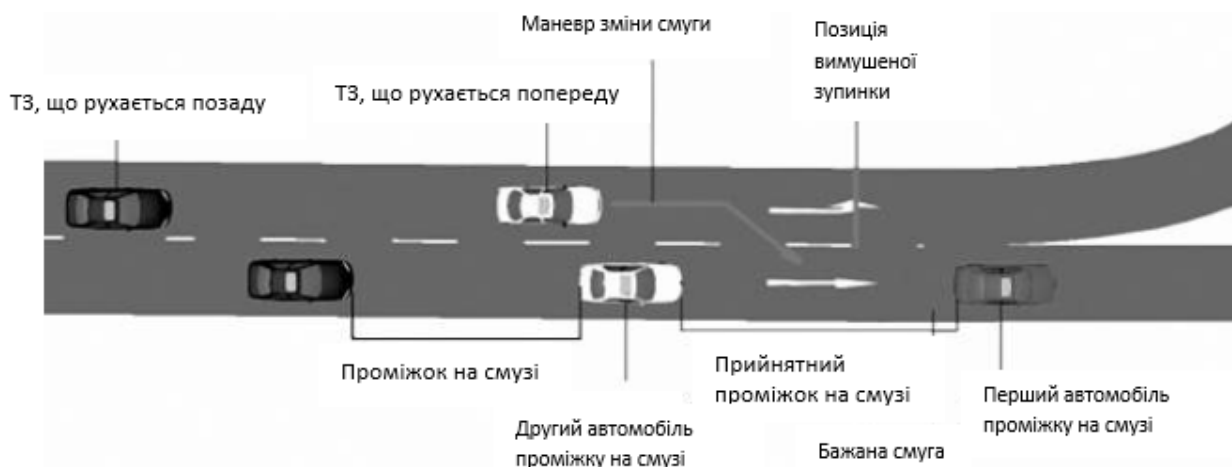 Маневр зміни смуги
Позиція
вимушеної
зупинки
ТЗ, що рухається позаду
ТЗ, що рухається попереду
Проміжок на смузі
Прийнятний
проміжок на смузі
Перший автомобіль
проміжку на смузі
Другий автомобіль
проміжку на смузі
Бажана смуга